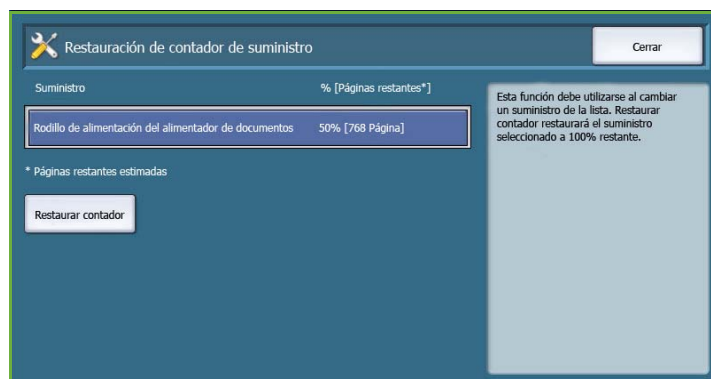 Restauración de contador de suministro
Cerrar
Suministro % [Páginas restantes*]
Rodillo de alimentación del alimentador de documentos 50% [768 Página]
* Páginas restantes estimadas
Restaurar contador
Esta función debe utilizarse al cambiar
un suministro de la lista. Restaurar
contador restaurará el suministro
seleccionado a 100% restante.